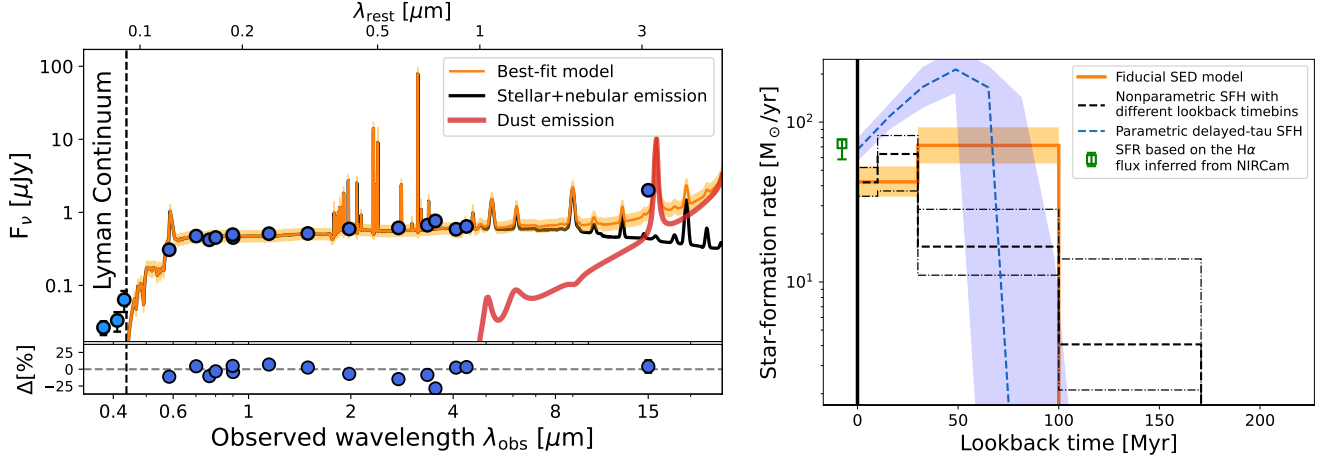 λrest [μm]
0.1 0.2 0.5 1 3
Best-fit model
Stellar+nebular emission
Dust emission
Lyman Continuum
Fν [μJy]
100
10
1
0.1
Δ[%]
25
0
−25
0.4 0.6 1 2 4 8 15
Observed wavelength λobs [μm]
Fiducial SED model
Nonparametric SFH with
different lookback timebins
Parametric delayed-tau SFH
SFR based on the Hα
flux inferred from NIRCam
Star-formation rate [M⊙/yr]
10²
10¹
0 50 100 150 200
Lookback time [Myr]